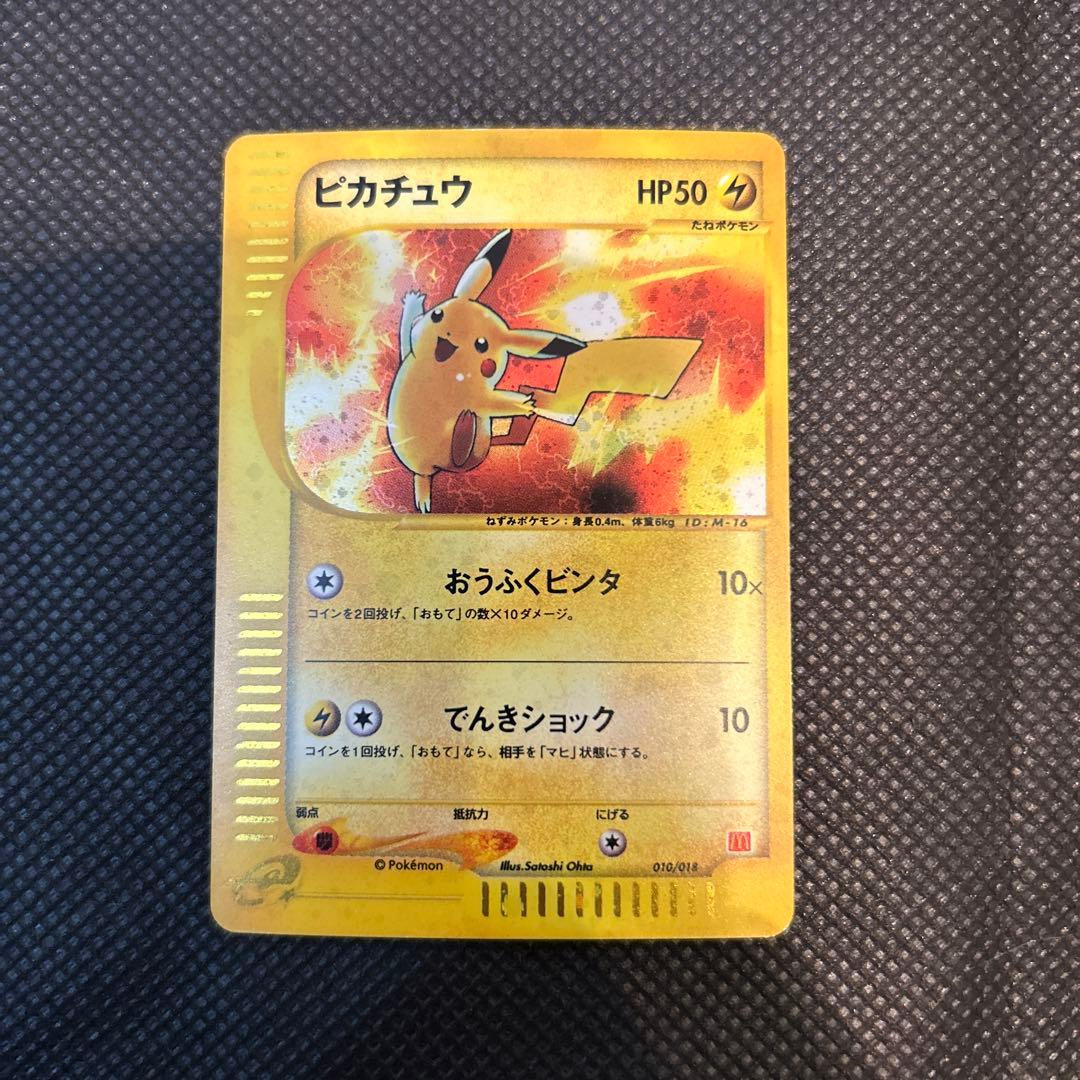 ピカチュウ HP50
たねポケモン
ねずみポケモン：身長0.4m、体重6kg ID:M-16
おうふくビンタ 10×
コインを2回投げ、「おもて」の数×10ダメージ。
でんきショック 10
コインを1回投げ、「おもて」なら、相手を「マヒ」状態にする。
弱点 抵抗力 にげる
©Pokémon Illus.Satoshi Ohta 010/018